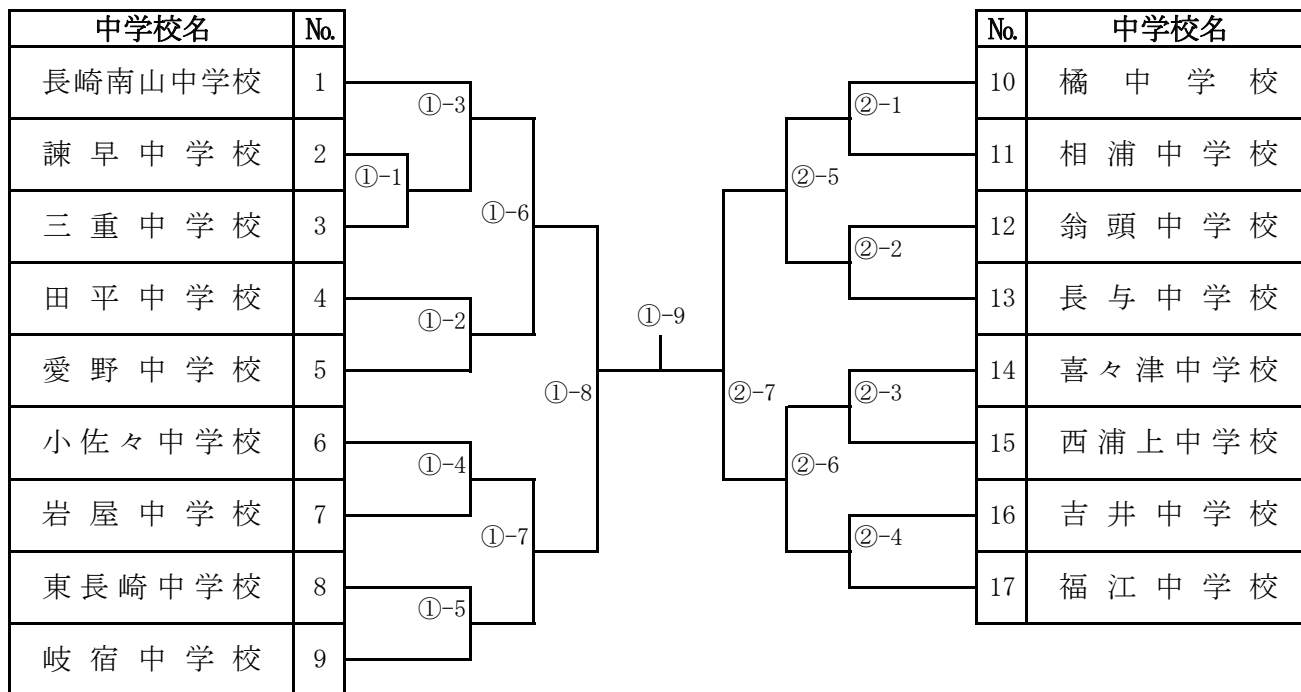 中学校名 No. No. 中学校名
長崎南山中学校 1 ①-3 ②-1 10 橘中学校
諫早中学校 2 ①-1 ②-5 11 相浦中学校
三重中学校 3 ①-6 ②-2 12 翁頭中学校
田平中学校 4 ①-2 ①-9 13 長与中学校
愛野中学校 5 ①-8 ②-7 ②-3 14 喜々津中学校
小佐々中学校 6 ①-4 ②-6 15 西浦上中学校
岩屋中学校 7 ①-7 ②-4 16 吉井中学校
東長崎中学校 8 ①-5 17 福江中学校
岐宿中学校 9